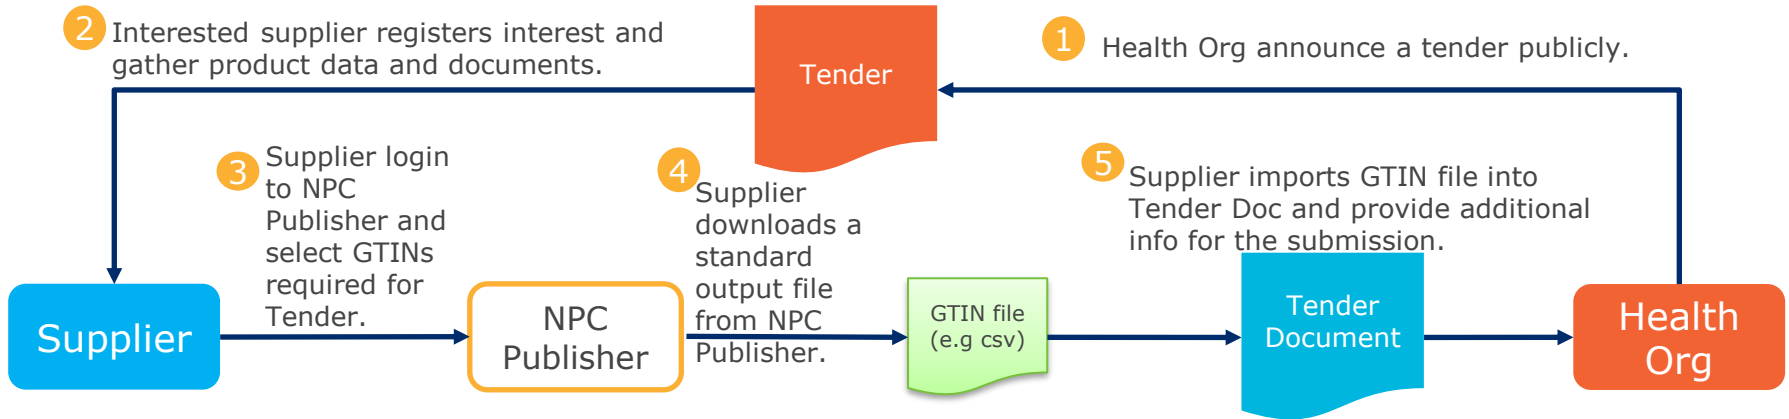 2
Interested supplier registers interest and
gather product data and documents.
Tender
1
Health Org announce a tender publicly.
3
Supplier login
to NPC
Publisher and
select GTINs
required for
Tender.
4
Supplier
downloads a
standard
output file
from NPC
Publisher.
5
Supplier imports GTIN file into
Tender Doc and provide additional
info for the submission.
Supplier
NPC
Publisher
GTIN file
(e.g csv)
Tender
Document
Health
Org